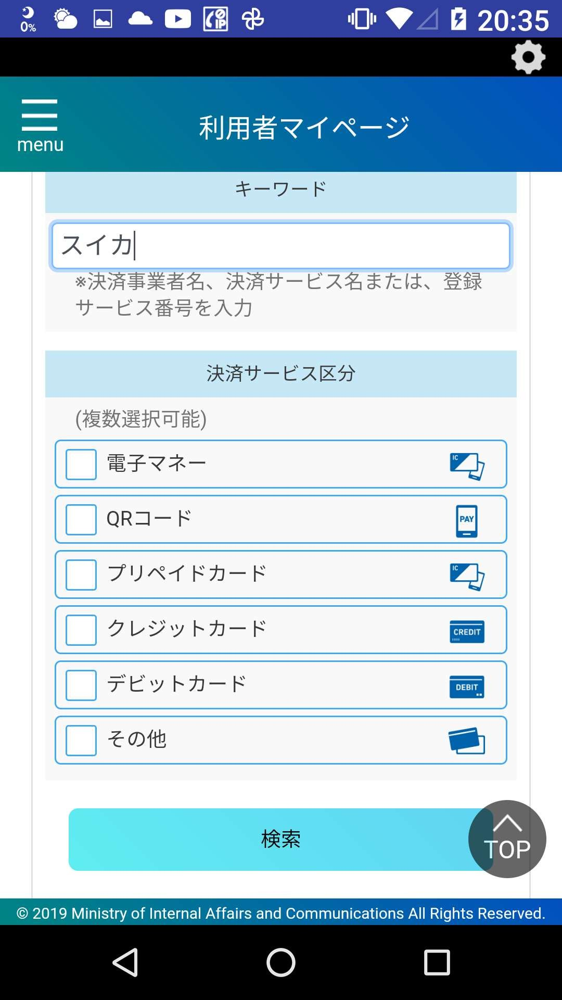 0%
20:35
menu
利用者マイページ
キーワード
スイカ
※決済事業者名、決済サービス名または、登録
サービス番号を入力
決済サービス区分
(複数選択可能)
電子マネー
IC
QRコード
PAY
プリペイドカード
IC
クレジットカード
CREDIT
デビットカード
DEBIT
その他
検索
TOP
© 2019 Ministry of Internal Affairs and Communications All Rights Reserved.